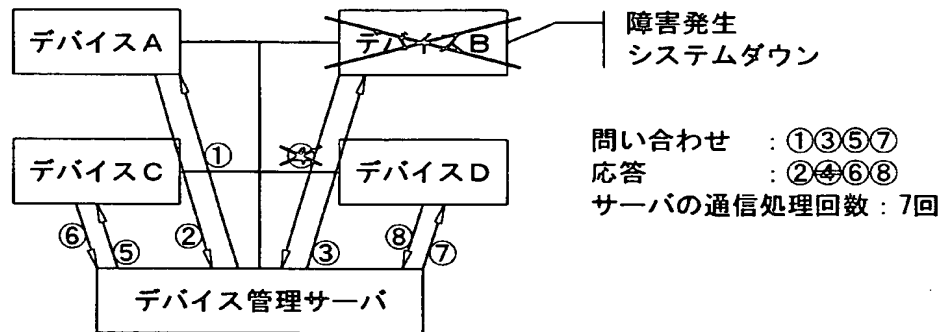 デバイスA
デバイスB
障害発生
システムダウン
デバイスC
①
④
デバイスD
問い合わせ : ①③⑤⑦
応答 : ②④⑥⑧
サーバの通信処理回数 : 7回
⑥
⑤
②
③
⑧
⑦
デバイス管理サーバ